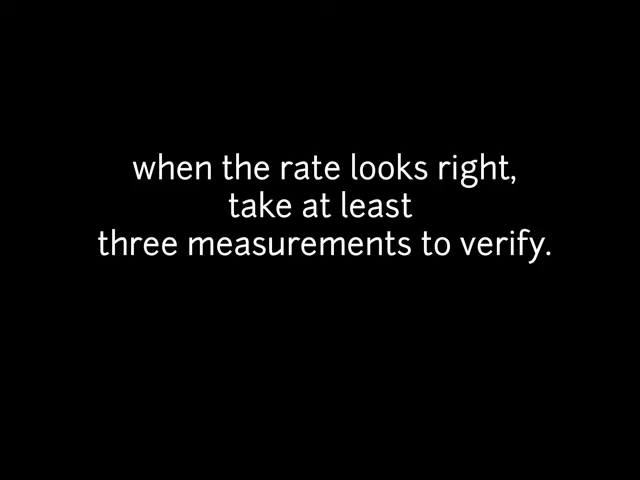 when the rate looks right,
take at least
three measurements to verify.